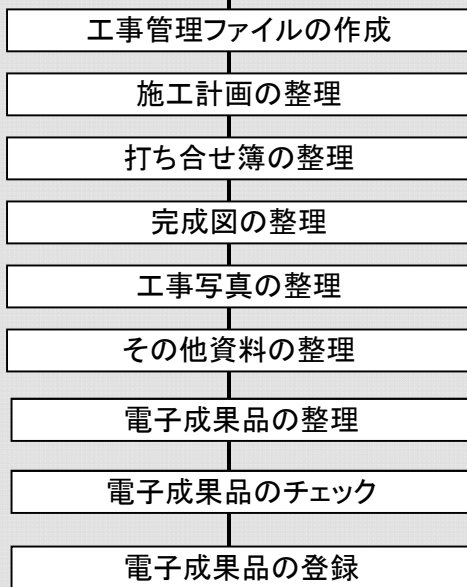 工事管理ファイルの作成
施工計画の整理
打ち合せ簿の整理
完成図の整理
工事写真の整理
その他資料の整理
電子成果品の整理
電子成果品のチェック
電子成果品の登録